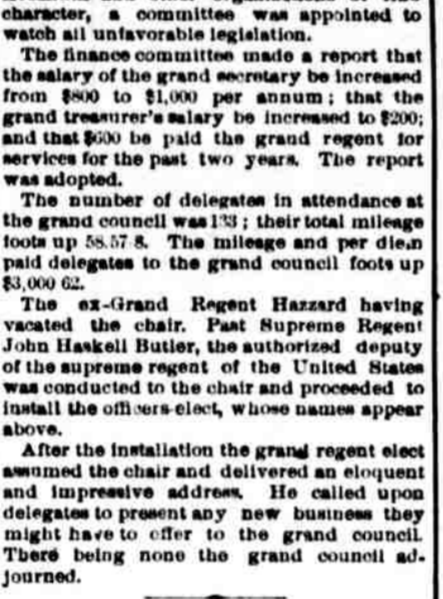 character, a committee was appointed to
watch all unfavorable legislation.
The finance committee made a report that
the salary of the grand secretary be increased
from $800 to $1,000 per annum; that the
grand treasurer's salary be increased to $200;
and that $600 be paid the grand regent for
services for the past two years. The report
was adopted.
The number of delegates in attendance at
the grand council was 133; their total mileage
foots up 58.57 8. The mileage and per diem
paid delegates to the grand council foots up
$3,000 62.
The ex-Grand Regent Hazzard having
vacated the chair. Past Supreme Regent
John Haskell Butler, the authorized deputy
of the supreme regent of the United States
was conducted to the chair and proceeded to
install the officers-elect, whose names appear
above.
After the installation the grand regent elect
assumed the chair and delivered an eloquent
and impressive address. He called upon
delegates to present any new business they
might have to offer to the grand council.
There being none the grand council ad-
journed.